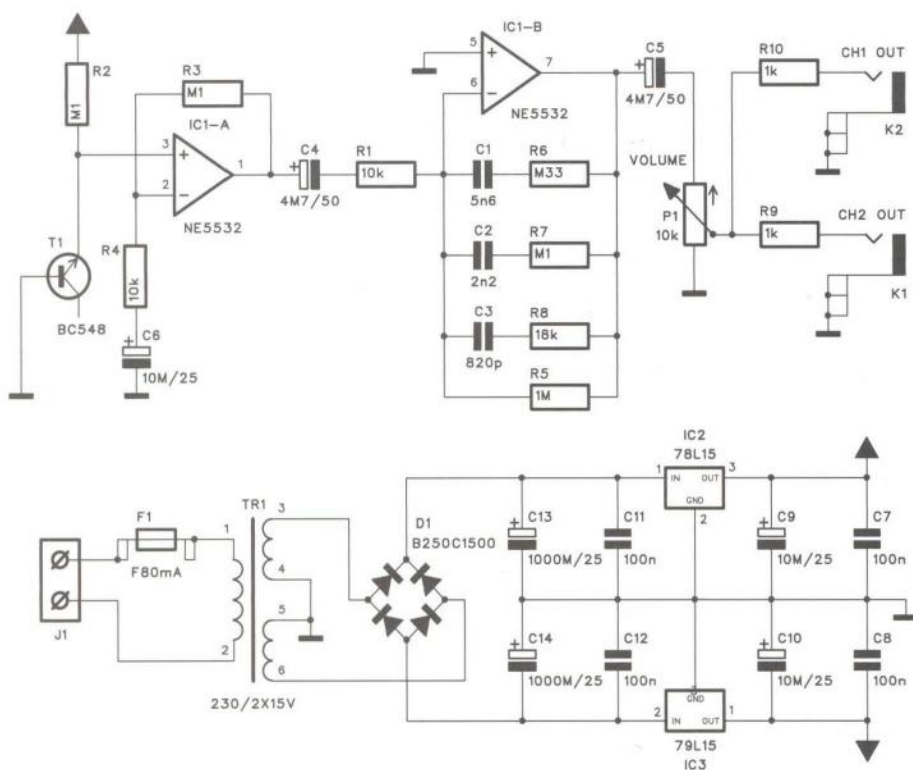 IC1-B
C5
R10
CH1 OUT
R2
R3
5
7
1k
M1
M1
6
4M7/50
K2
IC1-A
C4
R1
NE5532
3
1
10k
C1
R6
VOLUME
2
4M7/50
M33
5n6
P1
R9
CH2 OUT
NE5532
10k
1k
T1
R4
C2
R7
M1
10k
2n2
K1
BC548
C6
C3
R8
18k
10M/25
820p
R5
1M
IC2
78L15
1
IN
OUT
3
GND
2
TR1
3
F1
1
D1
C13
C11
C9
C7
B250C1500
F80mA
4
1000M/25
100n
10M/25
100n
5
J1
2
C14
C12
C10
C8
6
1000M/25
100n
10M/25
100n
230/2X15V
GND
2
IN
OUT
1
79L15
IC3